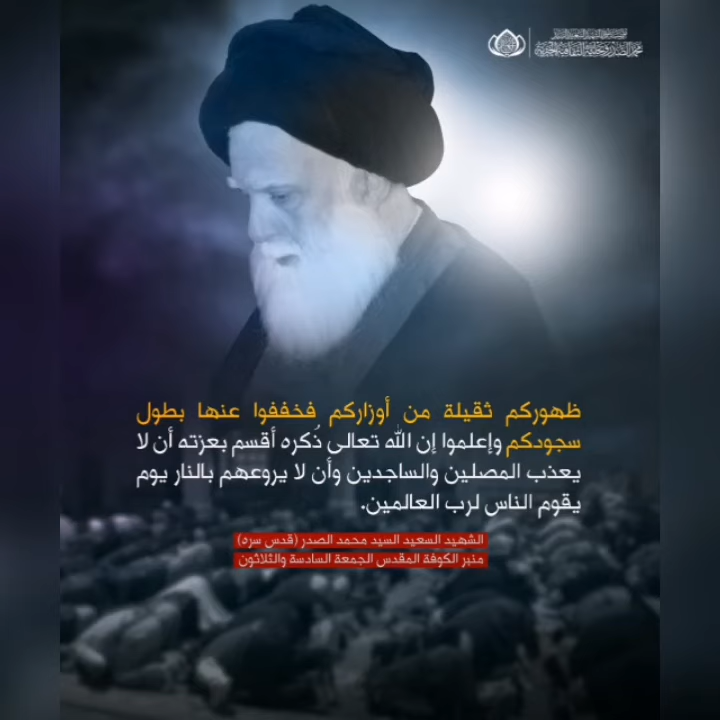 ظهوركم ثقيلة من أوزاركم فخففوا عنها بطول
سجودكم وإعلموا إن الله تعالى ذُكره أقسم بعزته أن لا
يعذب المصلين والساجدين وأن لا يروعهم بالنار يوم
يقوم الناس لرب العالمين.
الشهيد السعيد السيد محمد الصدر (قدس سره)
منبر الكوفة المقدس الجمعة السادسة والثلاثون